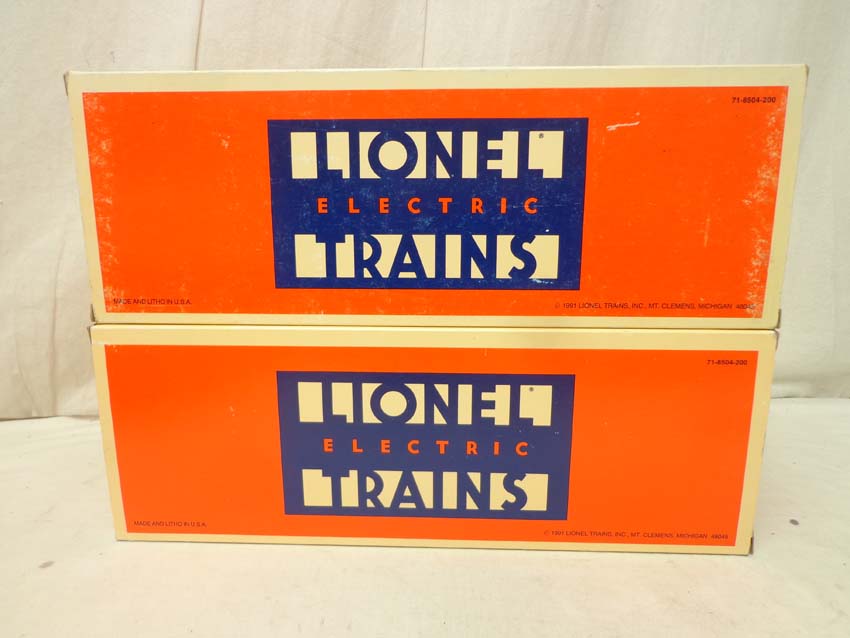 71-8504-200
LIONEL®
ELECTRIC
TRAINS
MADE AND LITHO IN U.S.A.
© 1991 LIONEL TRAINS, INC., MT. CLEMENS, MICHIGAN 48045
71-8504-200
LIONEL®
ELECTRIC
TRAINS
MADE AND LITHO IN U.S.A.
© 1991 LIONEL TRAINS, INC., MT. CLEMENS, MICHIGAN 48045